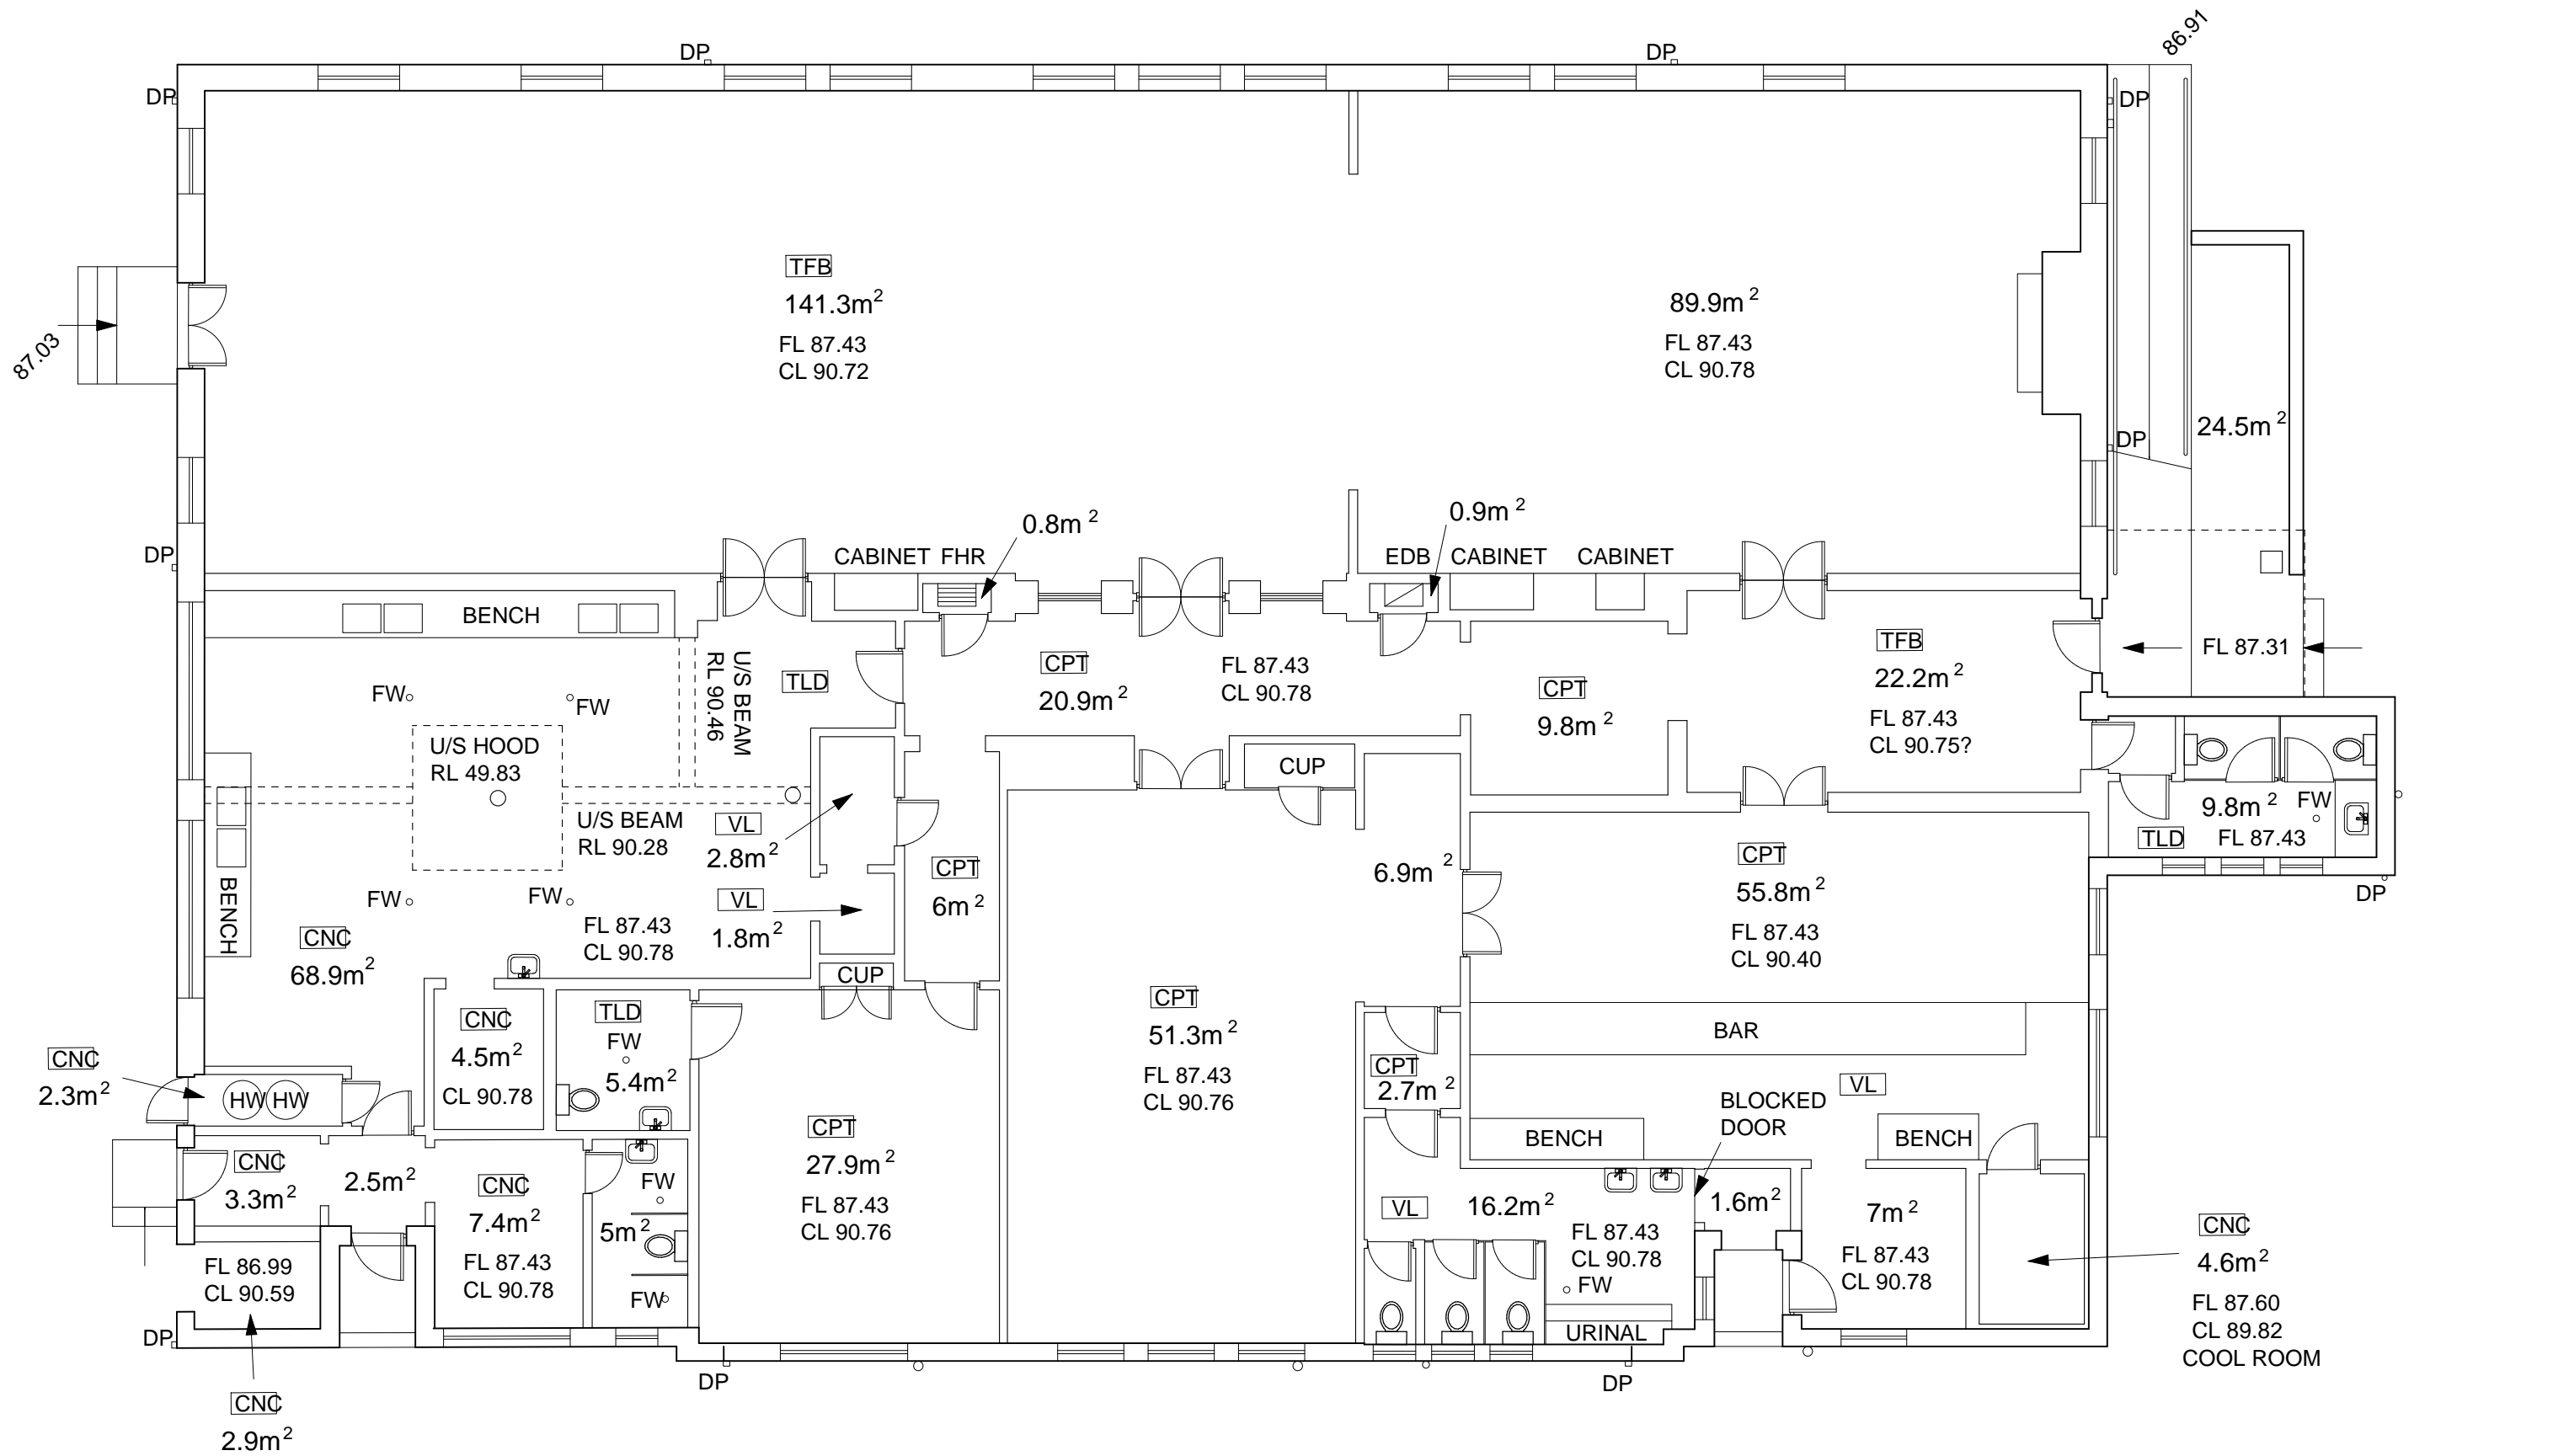 86.91
DP
DP
DP
DP
TFB
141.3m²
FL 87.43
CL 90.72
89.9m²
FL 87.43
CL 90.78
87.03
24.5m²
DP
DP
CABINET FHR
0.8m²
EDB
0.9m²
CABINET
CABINET
BENCH
U/S BEAM
RL 90.46
TLD
CPT
20.9m²
FL 87.43
CL 90.78
CPT
9.8m²
TFB
22.2m²
FL 87.43
CL 90.75?
FL 87.31
FW
FW
U/S HOOD
RL 49.83
U/S BEAM
RL 90.28
VL
2.8m²
CUP
9.8m²
FW
TLD
FL 87.43
BENCH
FW
FW
FL 87.43
CL 90.78
VL
1.8m²
CPT
6m²
6.9m²
CPT
55.8m²
FL 87.43
CL 90.40
DP
CNC
68.9m²
CUP
CNC
4.5m²
CL 90.78
TLD
FW
5.4m²
CPT
51.3m²
FL 87.43
CL 90.76
BAR
CPT
2.7m²
VL
CNC
2.3m²
HW
HW
BLOCKED
DOOR
BENCH
BENCH
CPT
27.9m²
FL 87.43
CL 90.76
CNC
3.3m²
2.5m²
CNC
7.4m²
FL 87.43
CL 90.78
FW
5m²
FW
VL
16.2m²
FL 87.43
CL 90.78
FW
URINAL
1.6m²
7m²
FL 87.43
CL 90.78
CNC
4.6m²
FL 87.60
CL 89.82
COOL ROOM
FL 86.99
CL 90.59
DP
DP
DP
CNC
2.9m²